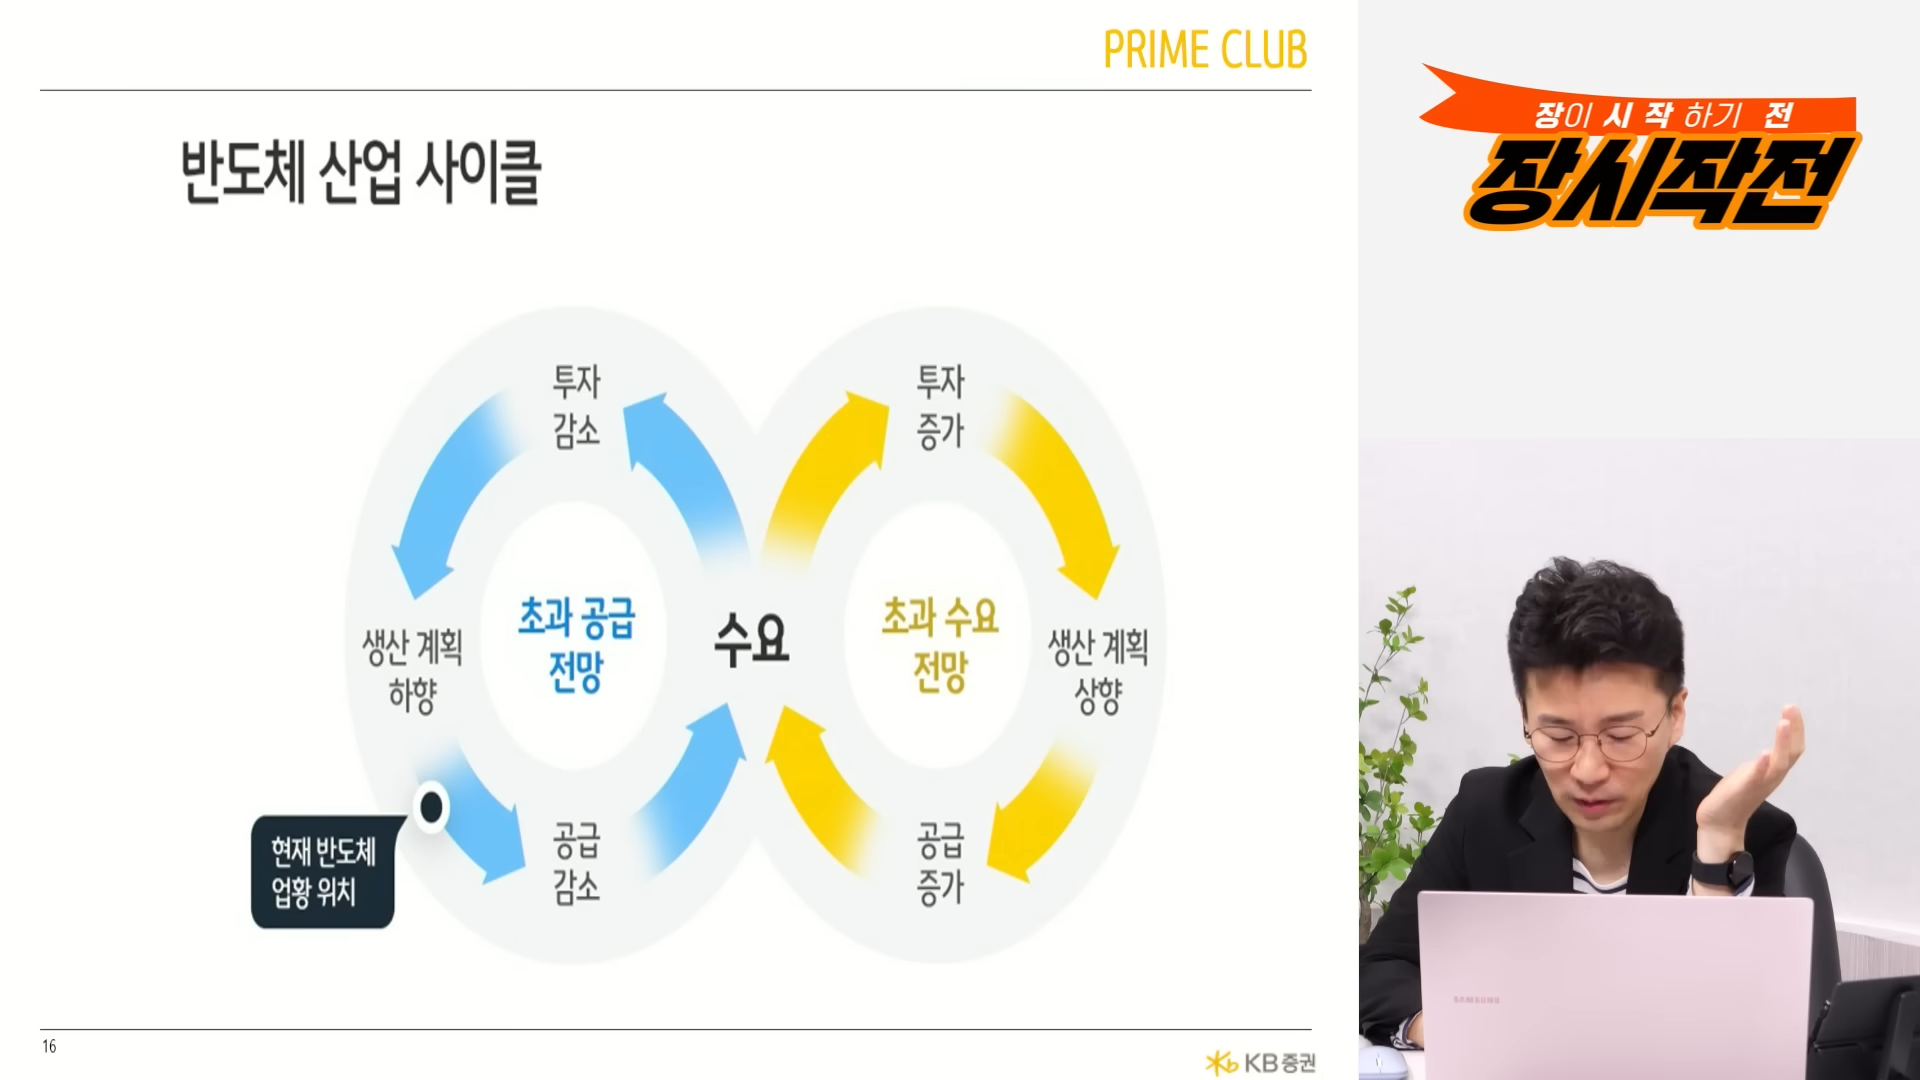 PRIME CLUB
장이 시작하기 전
장시작전
반도체 산업 사이클
투자
감소
투자
증가
초과 공급
전망
수요
초과 수요
전망
생산 계획
하향
생산 계획
상향
현재 반도체
업황 위치
공급
감소
공급
증가
16
KB증권
SAMSUNG